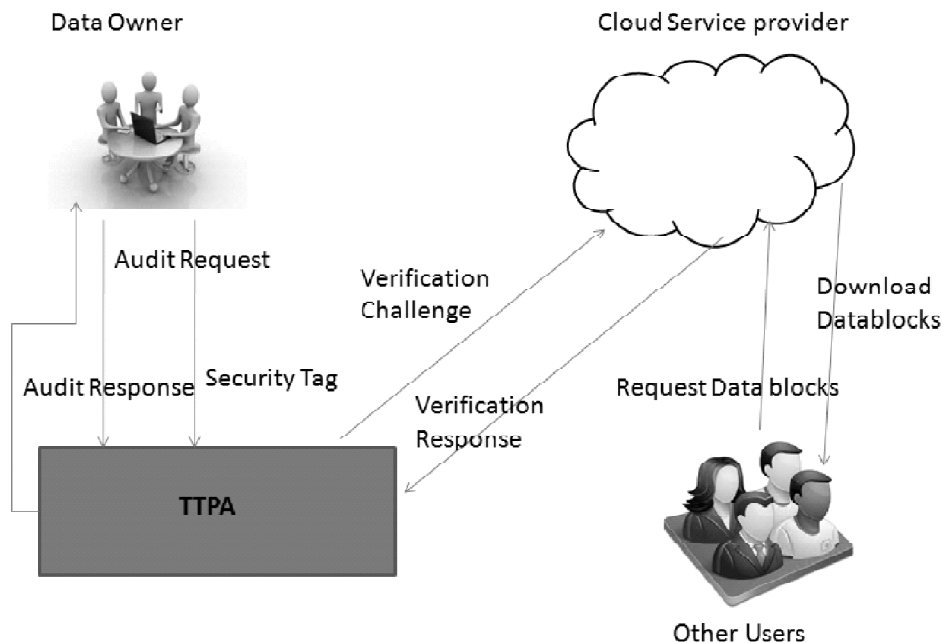 Data Owner
Cloud Service provider
Audit Request
Verification
Challenge
Download
Datablocks
Audit Response
Security Tag
Verification
Response
Request Data blocks
TTPA
Other Users